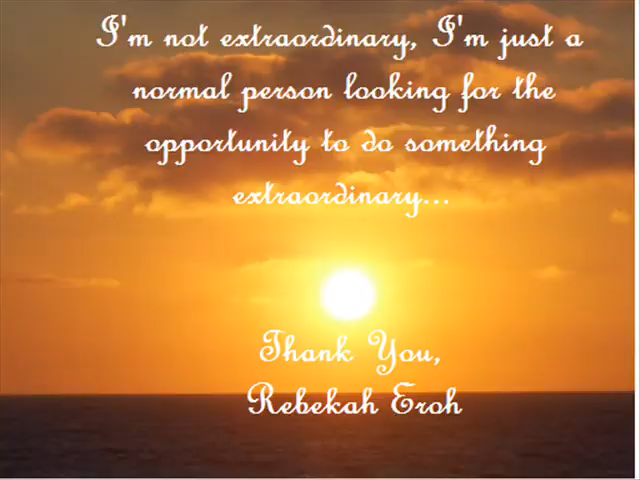 I'm not extraordinary, I'm just a
normal person looking for the
opportunity to do something
extraordinary...
Thank You,
Rebekah Eroh